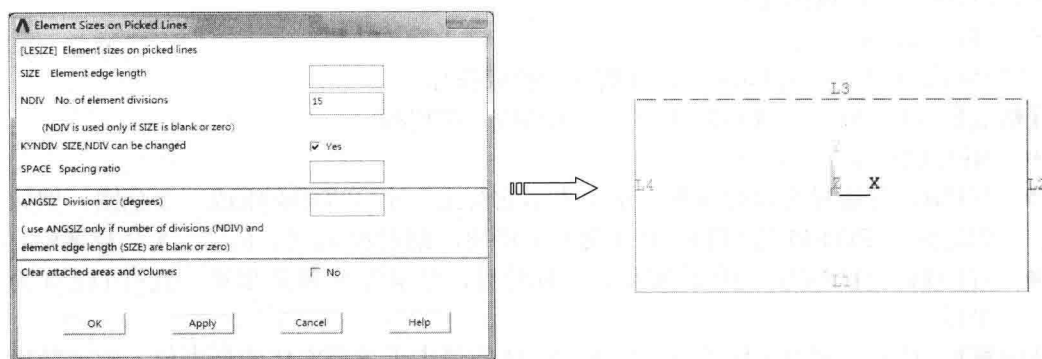 Element Sizes on Picked Lines
[LESIZE] Element sizes on picked lines
SIZE Element edge length
NDIV No. of element divisions
15
(NDIV is used only if SIZE is blank or zero)
KYNDIV SIZE,NDIV can be changed
Yes
SPACE Spacing ratio
ANGSIZ Division arc (degrees)
( use ANGSIZ only if number of divisions (NDIV) and
element edge length (SIZE) are blank or zero)
Clear attached areas and volumes
No
OK Apply Cancel Help
L3
L4
X
L2
L1